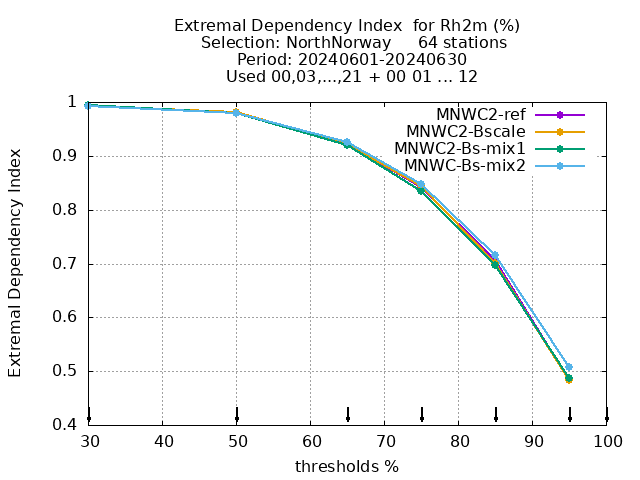 Extremal Dependency Index  for Rh2m (%)
Selection: NorthNorway     64 stations
Period: 20240601-20240630
Used 00,03,...,21 + 00 01 ... 12
MNWC2-ref
MNWC2-Bscale
MNWC2-Bs-mix1
MNWC-Bs-mix2
Extremal Dependency Index
1
0.9
0.8
0.7
0.6
0.5
0.4
30 40 50 60 70 80 90 100
thresholds %